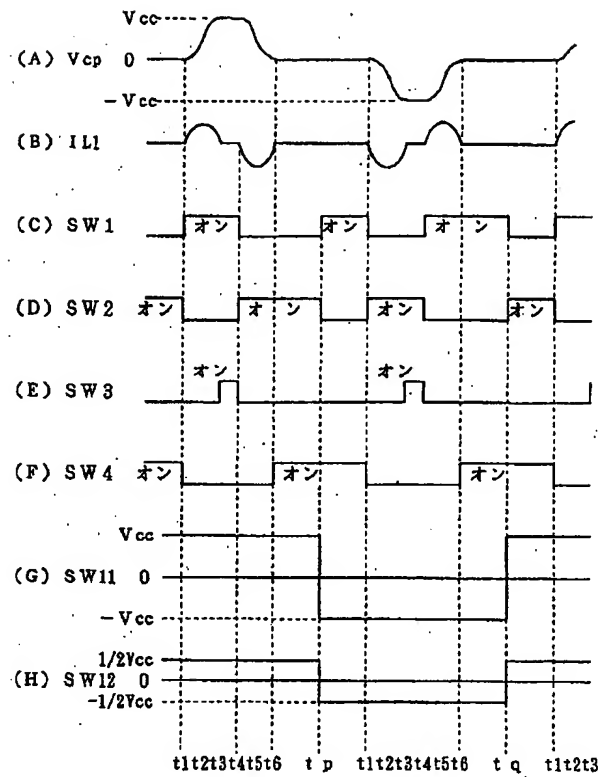 Vcc
(A) Vcp 0
-Vcc
(B) IL1
(C) SW1 オン オン オン
(D) SW2 オン オン オン オン
オン オン
(E) SW3
(F) SW4 オン オン オン
Vcc
(G) SW11 0
-Vcc
1/2Vcc
(H) SW12 0
-1/2Vcc
t1t2t3t4t5t6 tp t1t2t3t4t5t6 tq t1t2t3